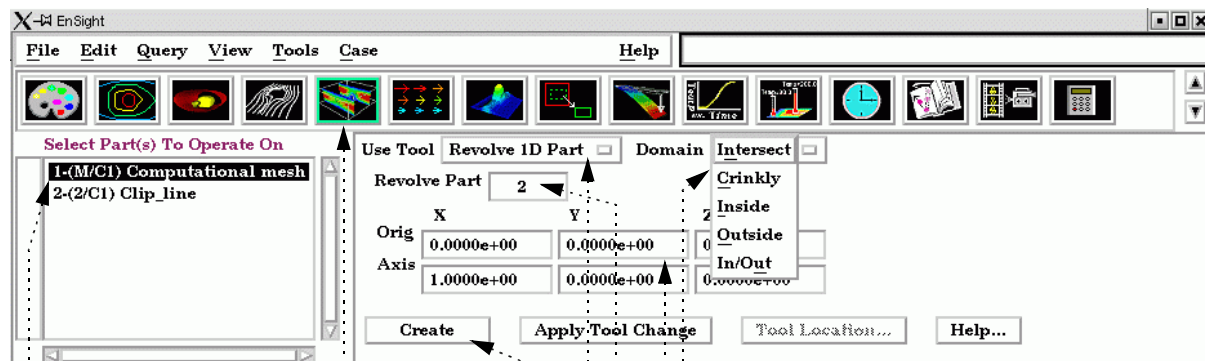 EnSight
File Edit Query View Tools Case Help
Select Part(s) To Operate On
1-(M/C1) Computational mesh
2-(2/C1) Clip_line
Use Tool Revolve 1D Part Domain Intersect
Crinkly
Inside
Outside
In/Out
Revolve Part 2
X Y Z
Orig 0.0000e+00 0.0000e+00
Axis 1.0000e+00 0.0000e+00 0.0000e+00
Create Apply Tool Change Tool Location... Help...